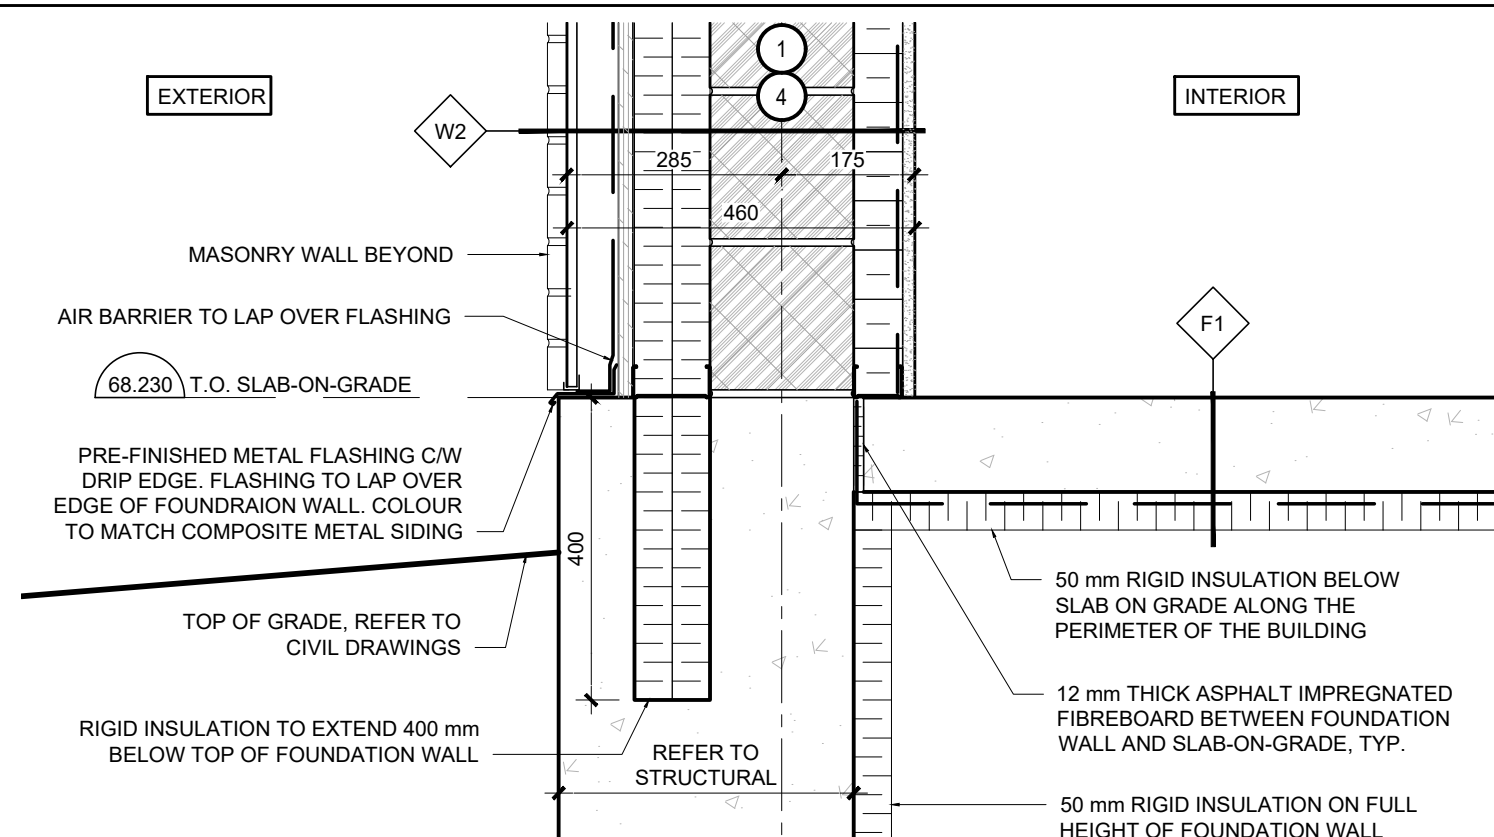 EXTERIOR
INTERIOR
1
4
W2
285
175
460
MASONRY WALL BEYOND
AIR BARRIER TO LAP OVER FLASHING
F1
68.230 T.O. SLAB-ON-GRADE
PRE-FINISHED METAL FLASHING C/W
DRIP EDGE. FLASHING TO LAP OVER
EDGE OF FOUNDRAION WALL. COLOUR
TO MATCH COMPOSITE METAL SIDING
400
TOP OF GRADE, REFER TO
CIVIL DRAWINGS
RIGID INSULATION TO EXTEND 400 mm
BELOW TOP OF FOUNDATION WALL
REFER TO
STRUCTURAL
50 mm RIGID INSULATION BELOW
SLAB ON GRADE ALONG THE
PERIMETER OF THE BUILDING
12 mm THICK ASPHALT IMPREGNATED
FIBREBOARD BETWEEN FOUNDATION
WALL AND SLAB-ON-GRADE, TYP.
50 mm RIGID INSULATION ON FULL
HEIGHT OF FOUNDATION WALL